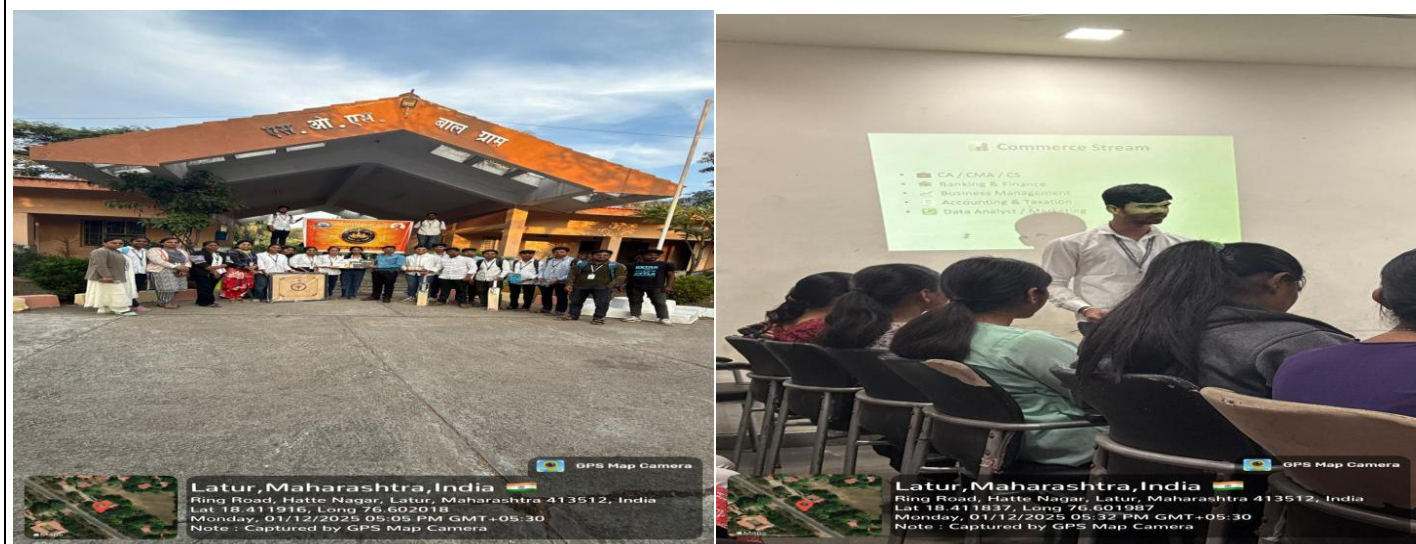 एस. ओ. एस. बाल ग्राम
GPS Map Camera
Latur,Maharashtra,India
Ring Road, Hatte Nagar, Latur, Maharashtra 413512, India
Lat 18.411916, Long 76.602018
Monday, 01/12/2025 05:05 PM GMT+05:30
Note : Captured by GPS Map Camera
Commerce Stream
CA / CMA / CS
Banking & Finance
Business Management
Accounting & Taxation
Data Analyst / Marketing
GPS Map Camera
Latur,Maharashtra,India
Ring Road, Hatte Nagar, Latur, Maharashtra 413512, India
Lat 18.411837, Long 76.601987
Monday, 01/12/2025 05:32 PM GMT+05:30
Note : Captured by GPS Map Camera